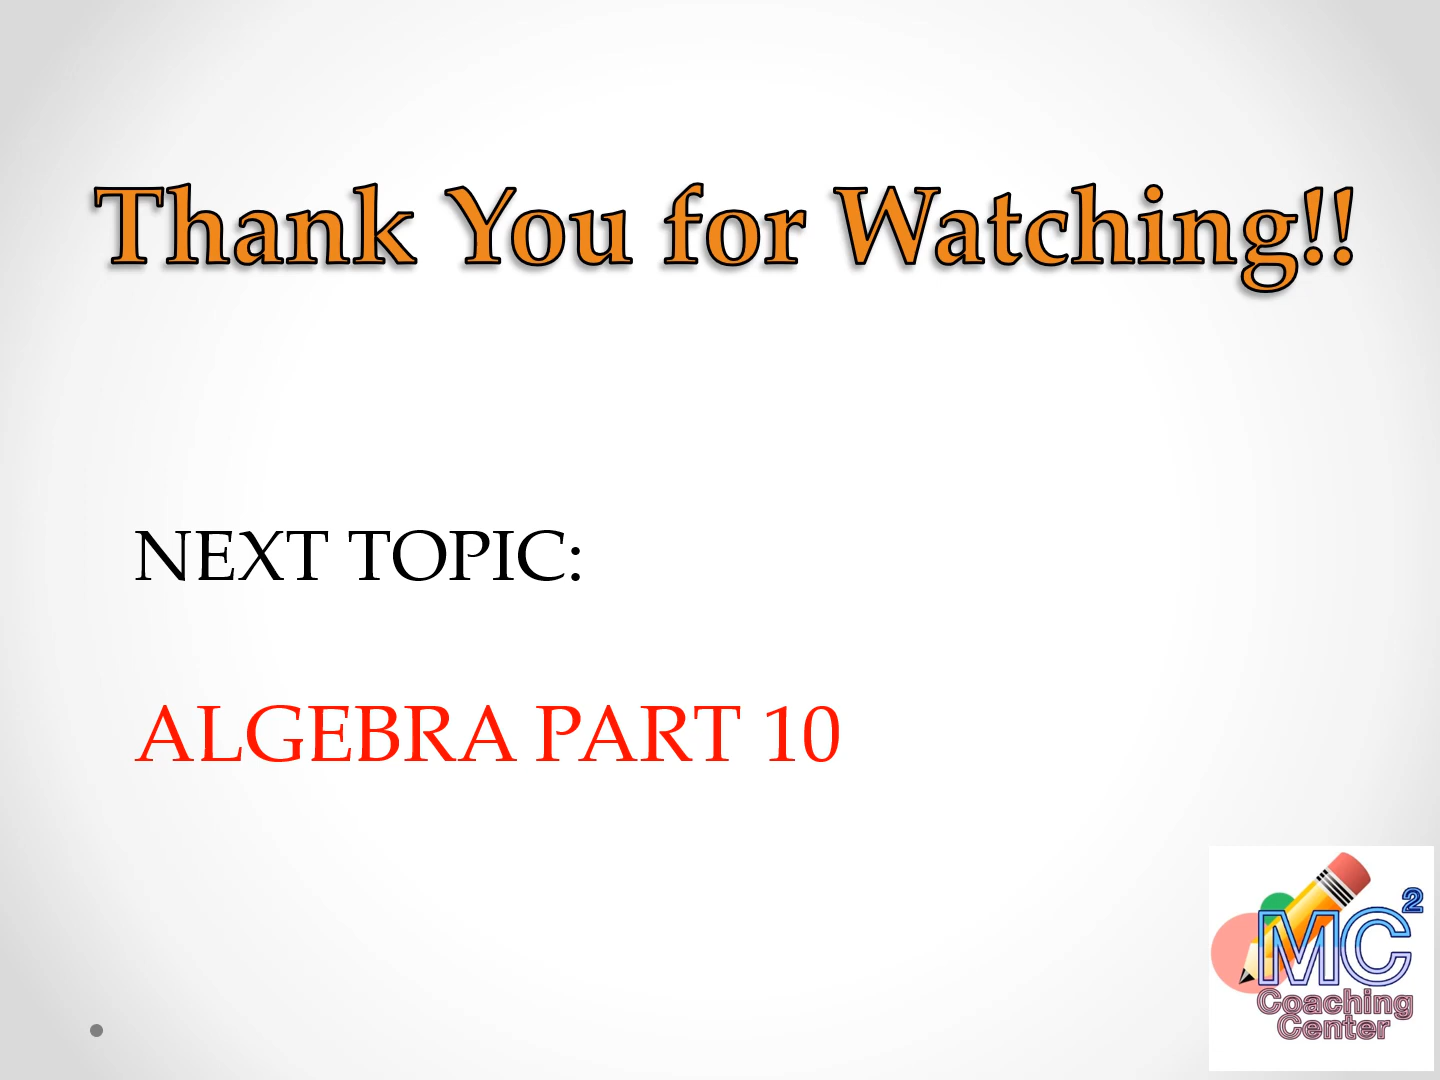 Thank You for Watching!!
NEXT TOPIC:
ALGEBRA PART 10
MC²
Coaching
Center